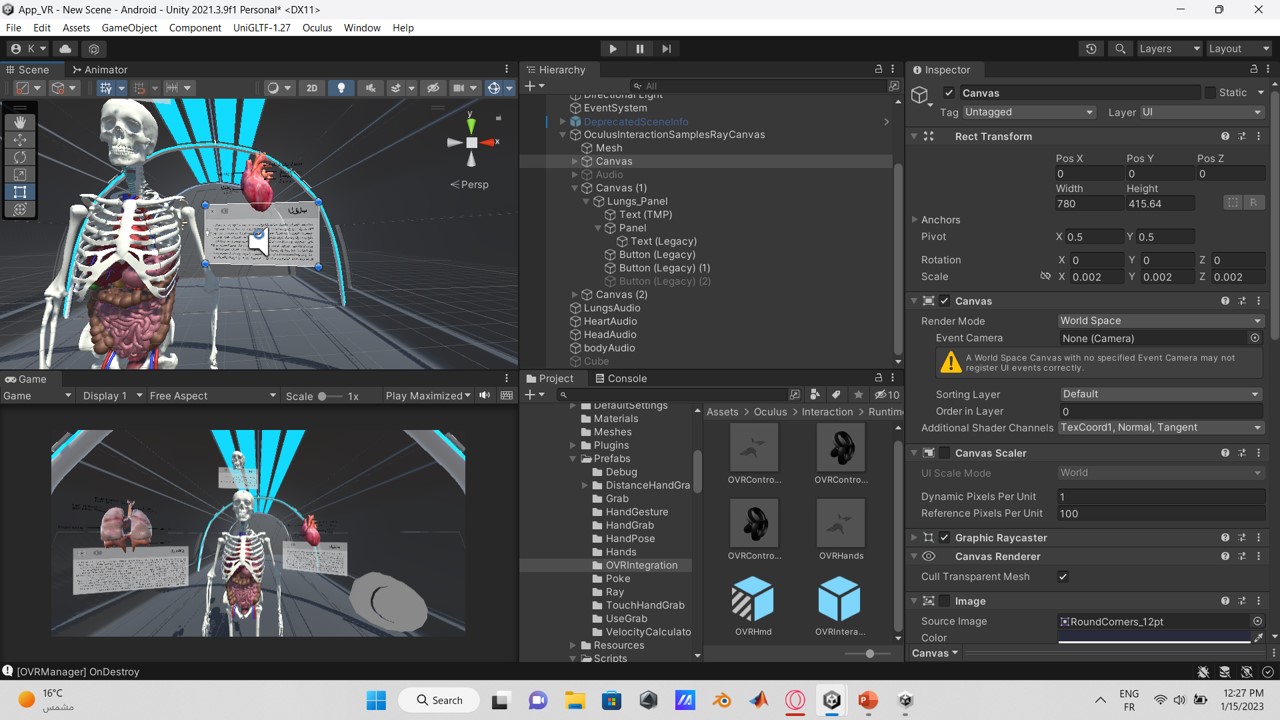 App_VR - New Scene - Android - Unity 2021.3.9f1 Personal* <DX11>
File Edit Assets GameObject Component UniGLTF-1.27 Oculus Window Help
K
Layers Layout
Scene Animator
2D
y
x
Persp
القلب
Game
Game Display 1 Free Aspect Scale 1x Play Maximized
Hierarchy
All
Directional Light
EventSystem
DeprecatedSceneInfo
OculusInteractionSamplesRayCanvas
Mesh
Canvas
Audio
Canvas (1)
Lungs_Panel
Text (TMP)
Panel
Text (Legacy)
Button (Legacy)
Button (Legacy) (1)
Button (Legacy) (2)
Canvas (2)
LungsAudio
HeartAudio
HeadAudio
bodyAudio
Cube
Project Console
10
DefaultSettings
Materials
Meshes
Plugins
Prefabs
Debug
DistanceHandGra
Grab
HandGesture
HandGrab
HandPose
Hands
OVRIntegration
Poke
Ray
TouchHandGrab
UseGrab
VelocityCalculato
Resources
Scripts
Assets Oculus Interaction Runtime
OVRContro... OVRContro...
OVRContro... OVRHands
OVRHmd OVRIntera...
Inspector
Canvas Static
Tag Untagged Layer UI
Rect Transform
Pos X Pos Y Pos Z
0 0 0
Width Height
780 415.64
R
Anchors
Pivot X 0.5 Y 0.5
Rotation X 0 Y 0 Z 0
Scale X 0.002 Y 0.002 Z 0.002
Canvas
Render Mode World Space
Event Camera None (Camera)
A World Space Canvas with no specified Event Camera may not
register UI events correctly.
Sorting Layer Default
Order in Layer 0
Additional Shader Channels TexCoord1, Normal, Tangent
Canvas Scaler
UI Scale Mode World
Dynamic Pixels Per Unit 1
Reference Pixels Per Unit 100
Graphic Raycaster
Canvas Renderer
Cull Transparent Mesh
Image
Source Image RoundCorners_12pt
Color
Canvas
[OVRManager] OnDestroy
16°C
مشمس
Search
ENG
FR
12:27 PM
1/15/2023